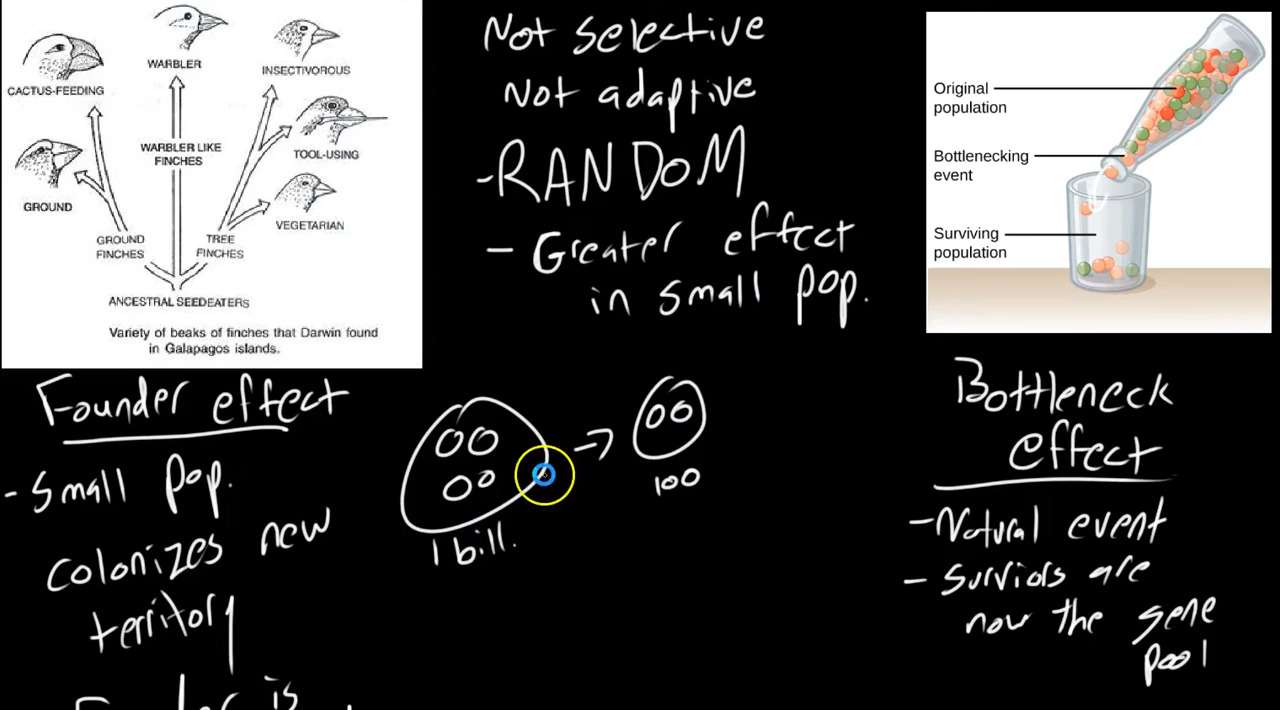 CACTUS-FEEDING
WARBLER
INSECTIVOROUS
WARBLER LIKE
FINCHES
TOOL-USING
GROUND
VEGETARIAN
GROUND
FINCHES
TREE
FINCHES
ANCESTRAL SEEDEATERS
Variety of beaks of finches that Darwin found
in Galapagos islands.
Not selective
Not adaptive
-RANDOM
- Greater effect
in small pop.
Original
population
Bottlenecking
event
Surviving
population
Founder effect
- Small pop.
colonizes new
territory
is
1 bill.
100
Bottleneck
effect
- Natural event
- Surviors are
now the gene
pool